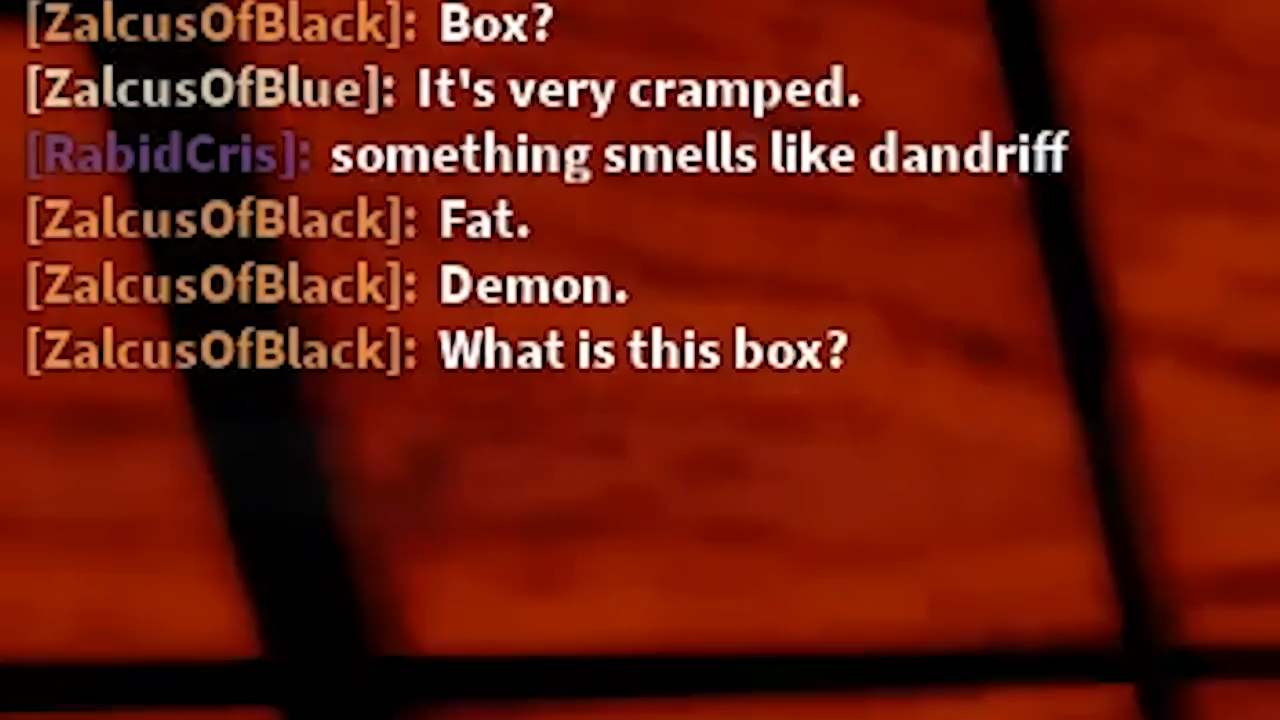 [ZalcusOfBlack]: Box?
[ZalcusOfBlue]: It's very cramped.
[RabidCris]: something smells like dandriff
[ZalcusOfBlack]: Fat.
[ZalcusOfBlack]: Demon.
[ZalcusOfBlack]: What is this box?